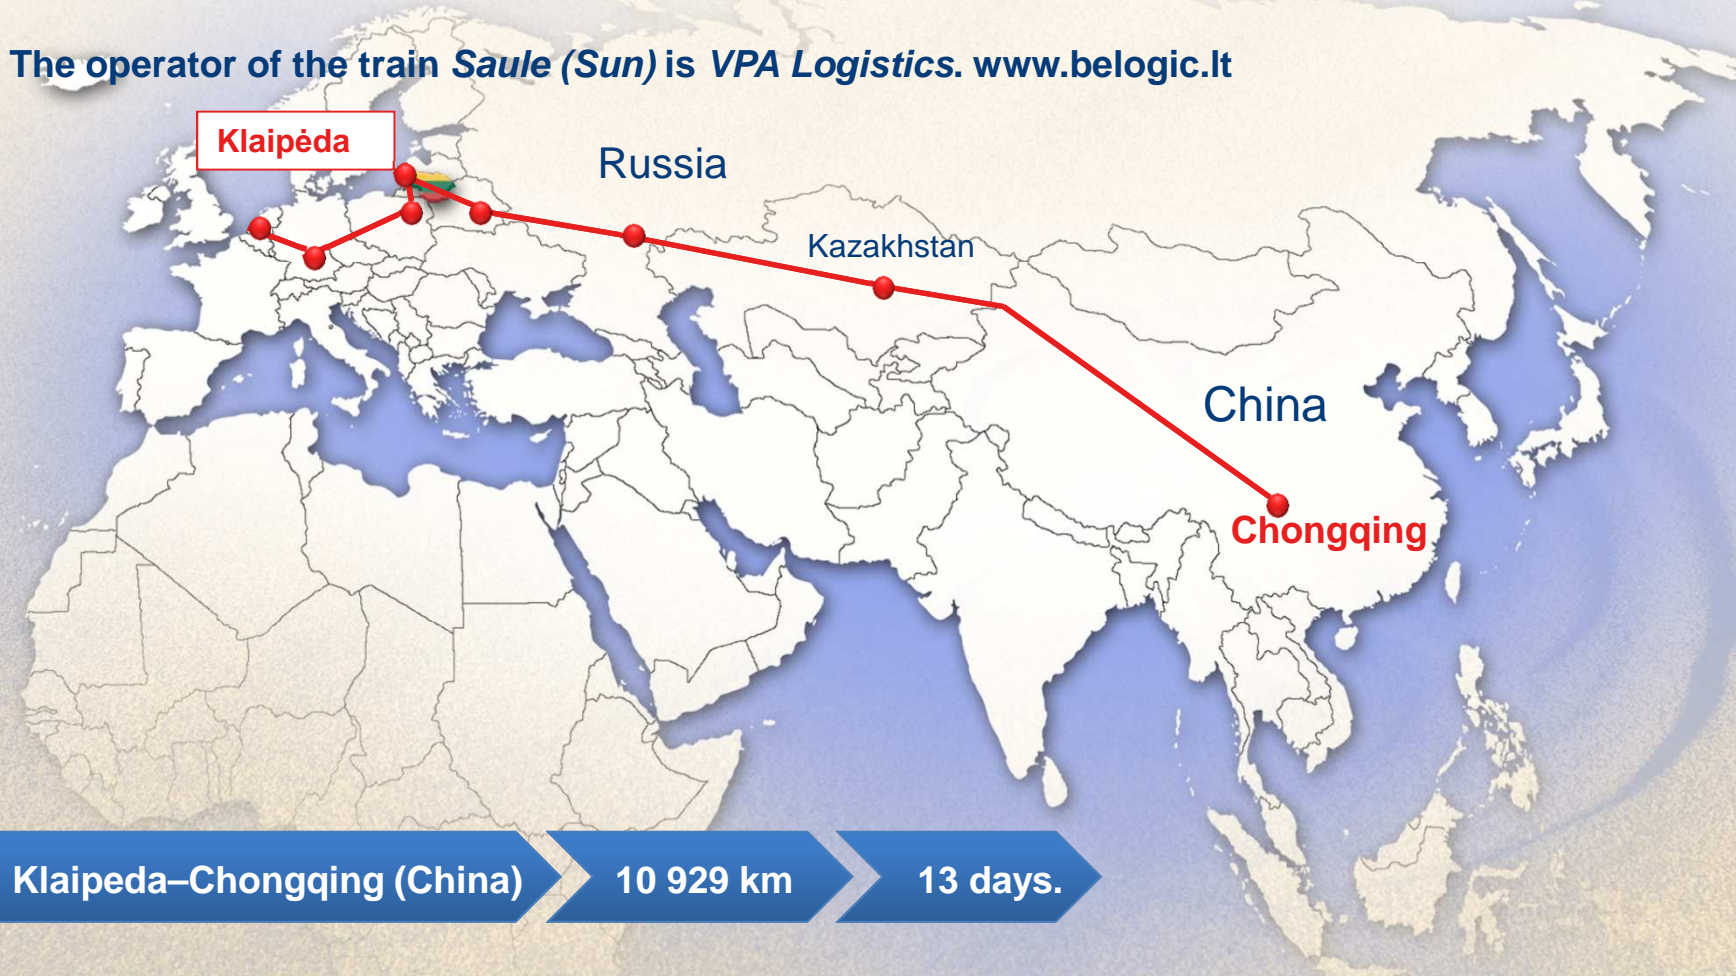 The operator of the train Saule (Sun) is VPA Logistics. www.belogic.lt
Klaipėda
Russia
Kazakhstan
China
Chongqing
Klaipeda–Chongqing (China)
10 929 km
13 days.